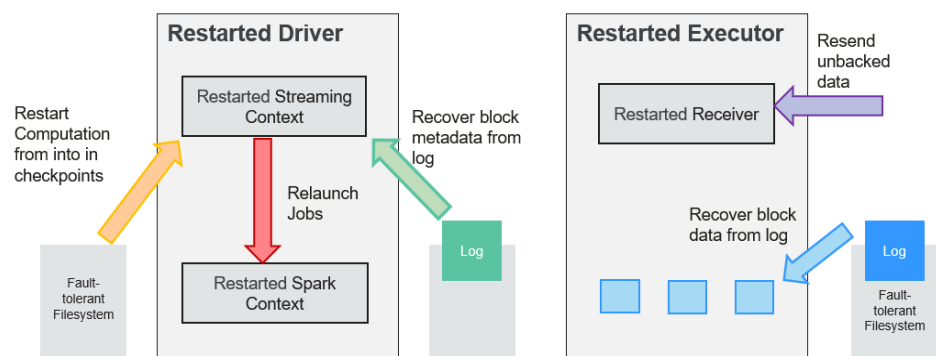 Restarted Driver
Restarted Streaming
Context
Restart
Computation
from into in
checkpoints
Recover block
metadata from
log
Relaunch
Jobs
Log
Fault-
tolerant
Filesystem
Restarted Spark
Context
Restarted Executor
Resend
unbacked
data
Restarted Receiver
Recover block
data from log
Log
Fault-
tolerant
Filesystem